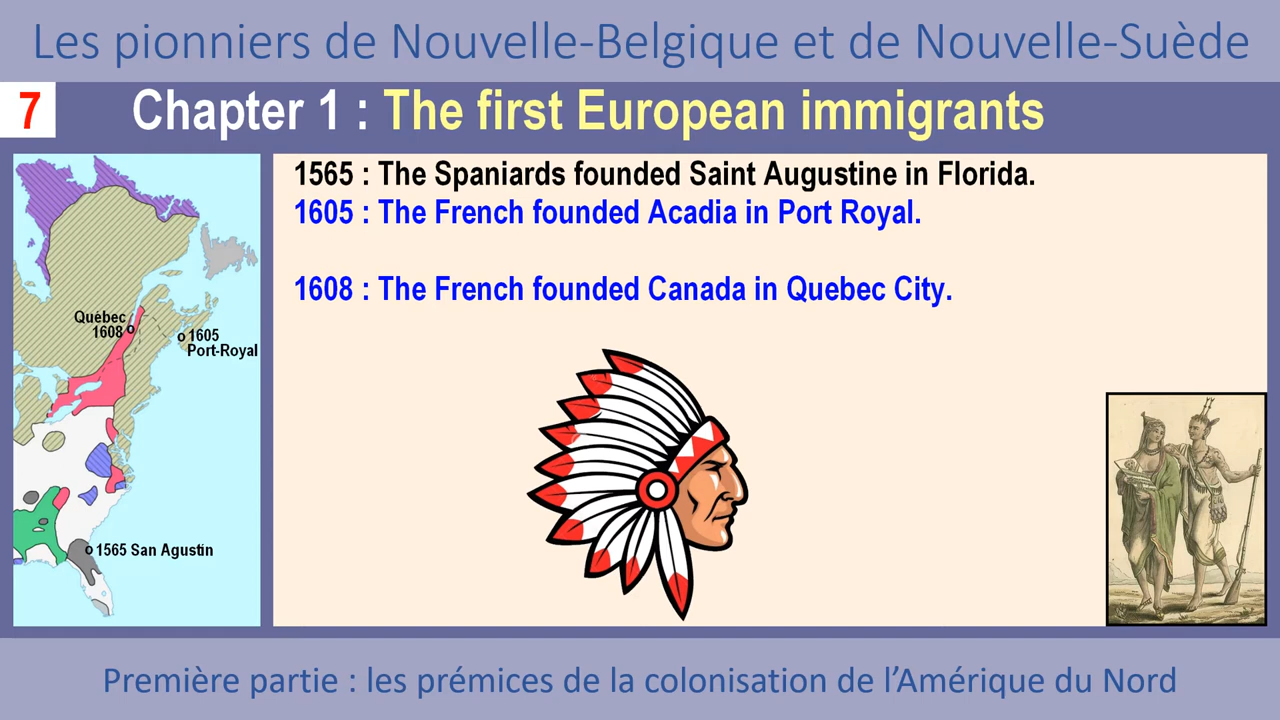 Les pionniers de Nouvelle-Belgique et de Nouvelle-Suède
7
Chapter 1 : The first European immigrants
1565 : The Spaniards founded Saint Augustine in Florida.
1605 : The French founded Acadia in Port Royal.
1608 : The French founded Canada in Quebec City.
Québec
1608
1605
Port-Royal
1565 San Agustin
Première partie : les prémices de la colonisation de l’Amérique du Nord